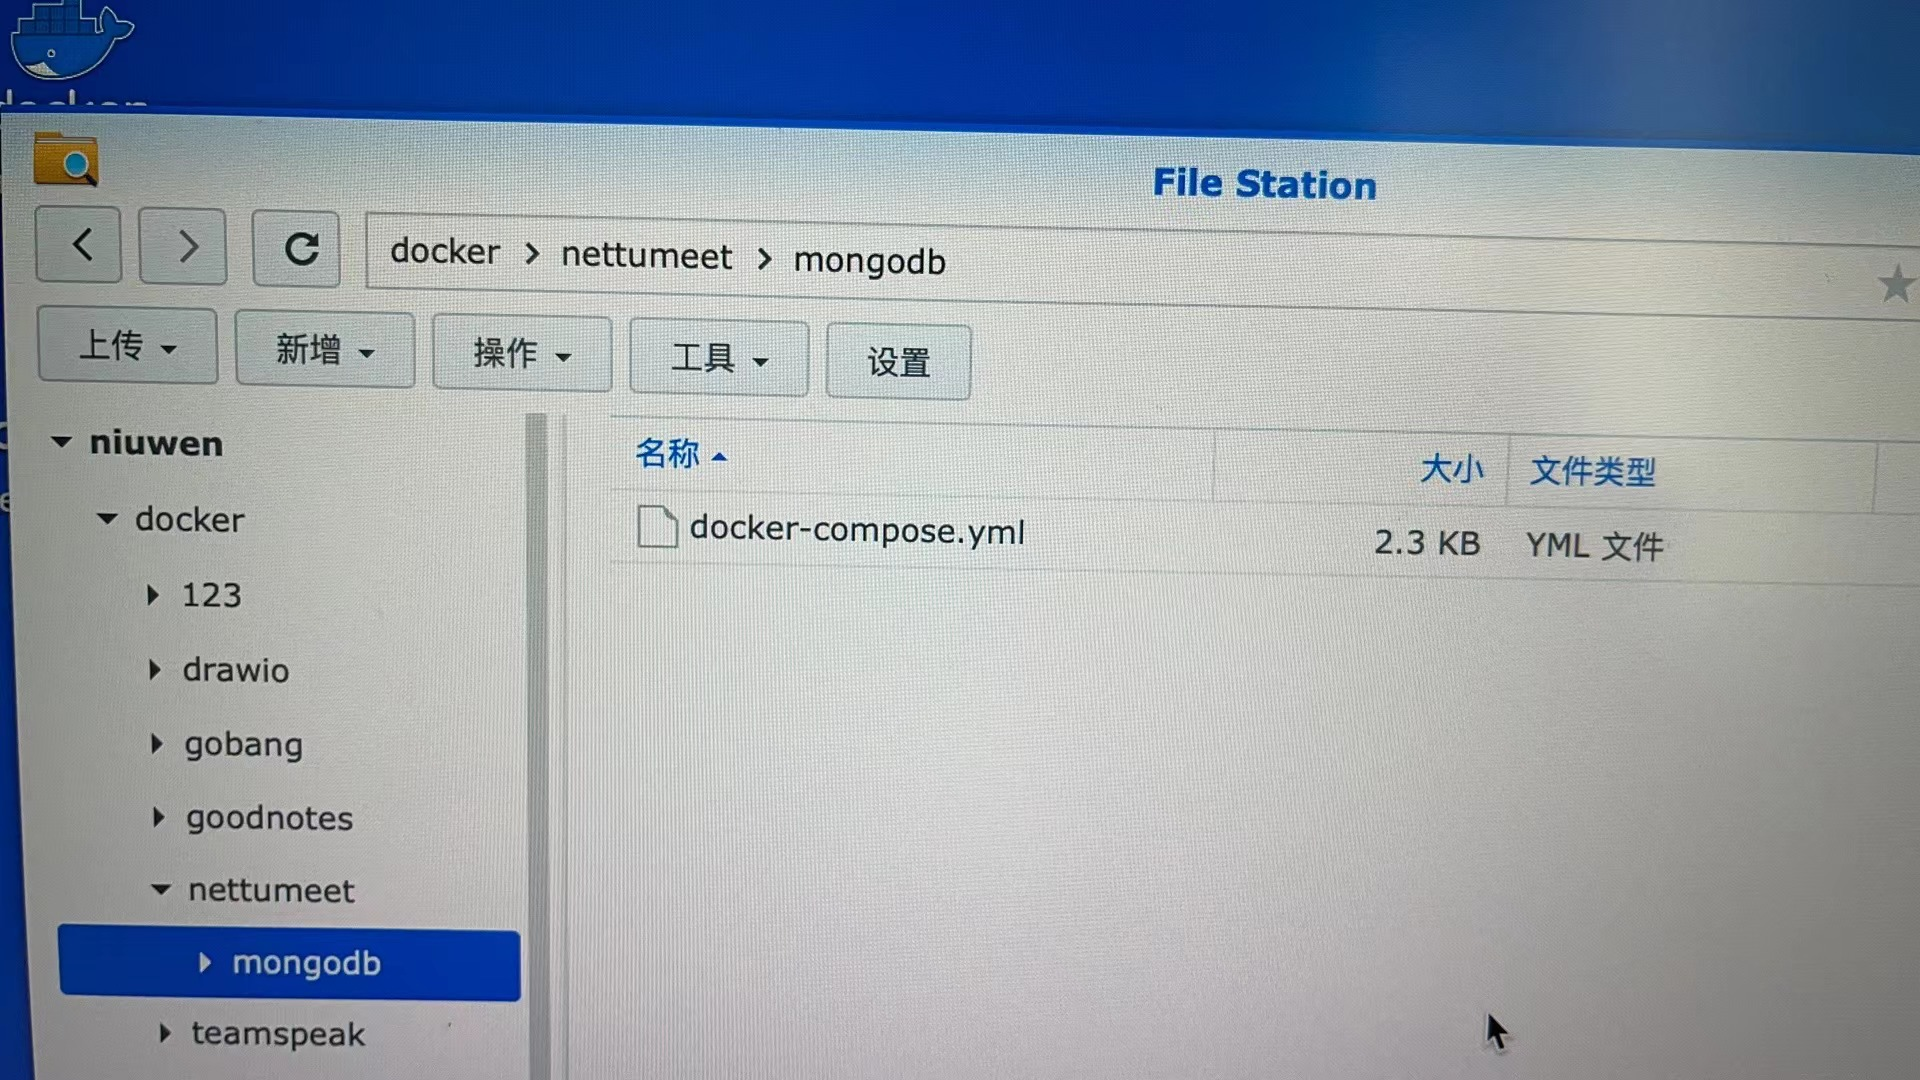 File Station
docker > nettumeet > mongodb
上传 新增 操作 工具 设置
niuwen
docker
123
drawio
gobang
goodnotes
nettumeet
mongodb
teamspeak
名称 大小 文件类型
docker-compose.yml 2.3 KB YML 文件